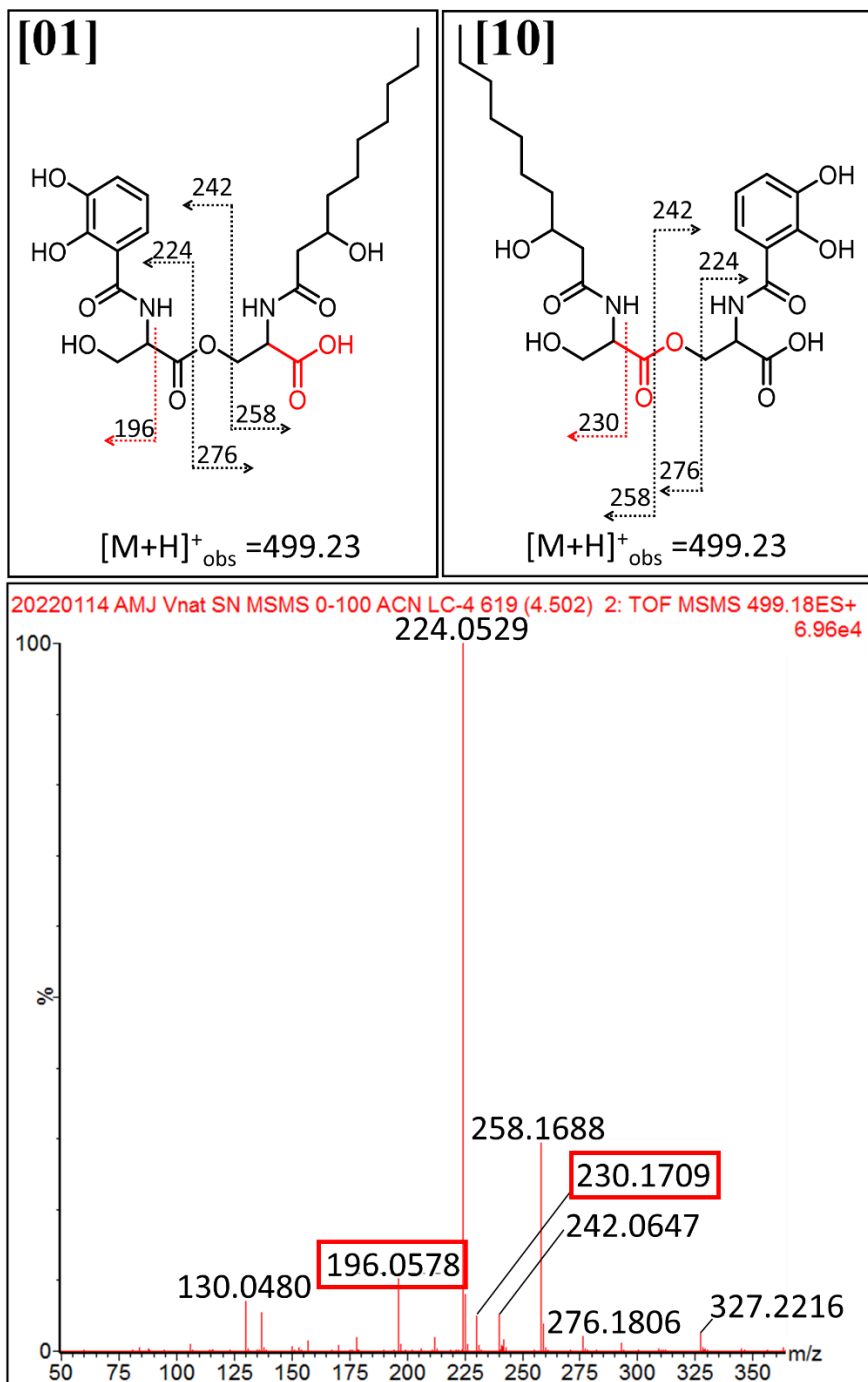 [01]
HO
HO
242
224
OH
O
NH
NH
O
HO
O
OH
O
O
196
276
258
[M+H]+obs =499.23
[10]
HO
242
OH
OH
224
O
NH
NH
O
HO
O
OH
O
O
230
276
258
[M+H]+obs =499.23
20220114 AMJ Vnat SN MSMS 0-100 ACN LC-4 619 (4.502) 2: TOF MSMS 499.18ES+
6.96e4
100
224.0529
258.1688
230.1709
242.0647
196.0578
130.0480
276.1806
327.2216
%
0
50 75 100 125 150 175 200 225 250 275 300 325 350 m/z